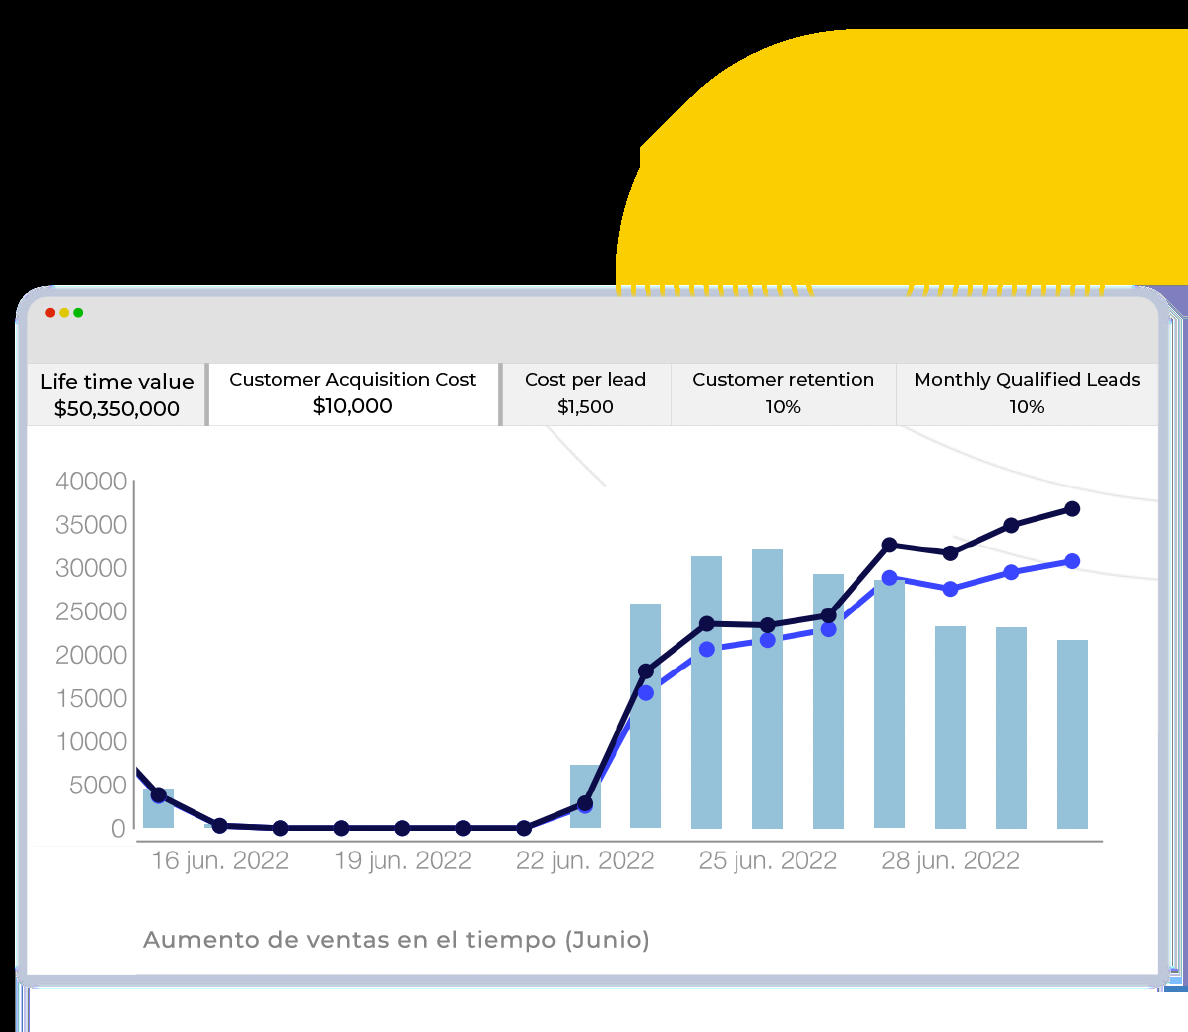 Life time value
$50,350,000
Customer Acquisition Cost
$10,000
Cost per lead
$1,500
Customer retention
10%
Monthly Qualified Leads
10%
40000
35000
30000
25000
20000
15000
10000
5000
0
16 jun. 2022
19 jun. 2022
22 jun. 2022
25 jun. 2022
28 jun. 2022
Aumento de ventas en el tiempo (Junio)